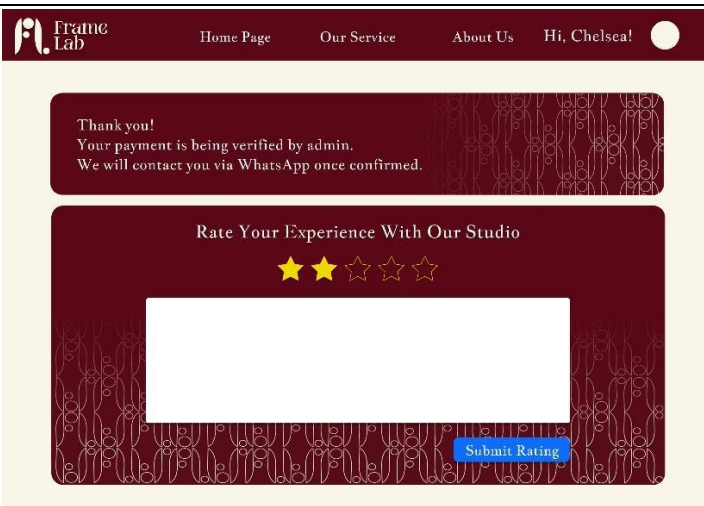 Frame
Lab
Home Page
Our Service
About Us
Hi, Chelsea!
Thank you!
Your payment is being verified by admin.
We will contact you via WhatsApp once confirmed.
Rate Your Experience With Our Studio
Submit Rating